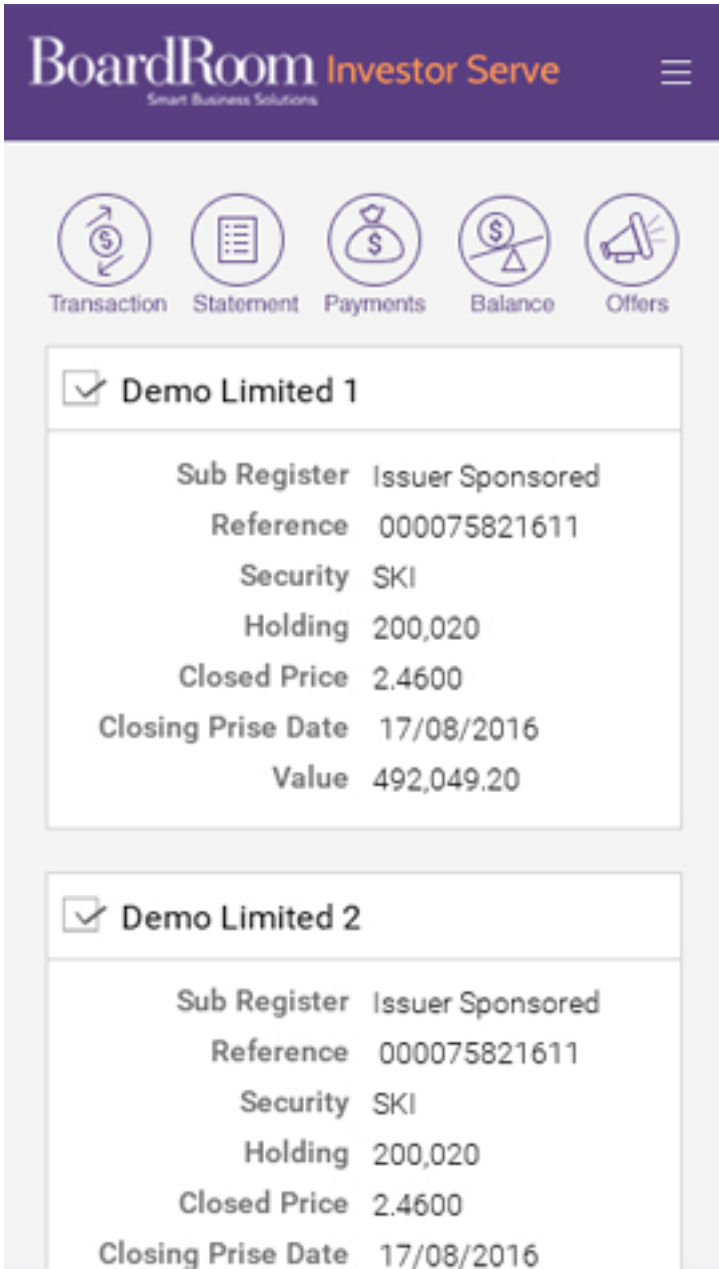 BoardRoom Investor Serve
Smart Business Solutions
Transaction Statement Payments Balance Offers
Demo Limited 1
Sub Register Issuer Sponsored
Reference 000075821611
Security SKI
Holding 200,020
Closed Price 2.4600
Closing Prise Date 17/08/2016
Value 492,049.20
Demo Limited 2
Sub Register Issuer Sponsored
Reference 000075821611
Security SKI
Holding 200,020
Closed Price 2.4600
Closing Prise Date 17/08/2016